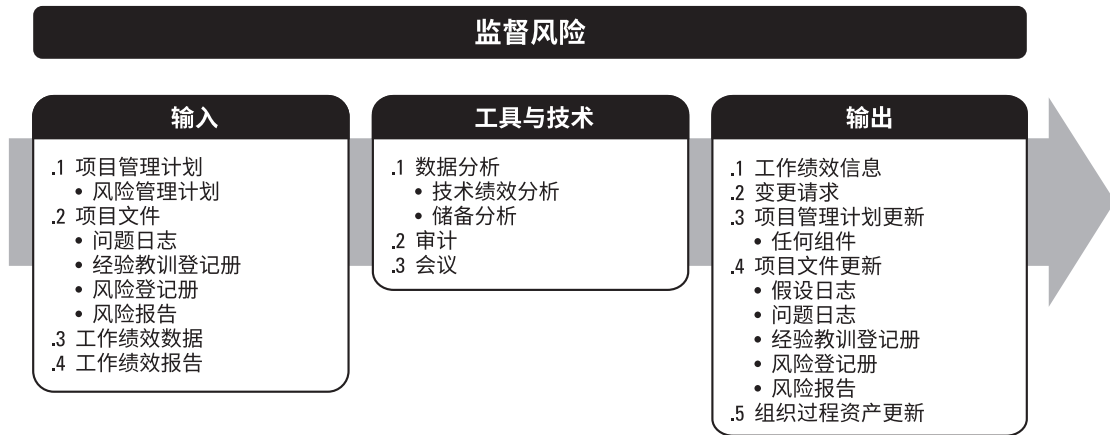 监督风险
输入
.1 项目管理计划
• 风险管理计划
.2 项目文件
• 问题日志
• 经验教训登记册
• 风险登记册
• 风险报告
.3 工作绩效数据
.4 工作绩效报告
工具与技术
.1 数据分析
• 技术绩效分析
• 储备分析
.2 审计
.3 会议
输出
.1 工作绩效信息
.2 变更请求
.3 项目管理计划更新
• 任何组件
.4 项目文件更新
• 假设日志
• 问题日志
• 经验教训登记册
• 风险登记册
• 风险报告
.5 组织过程资产更新